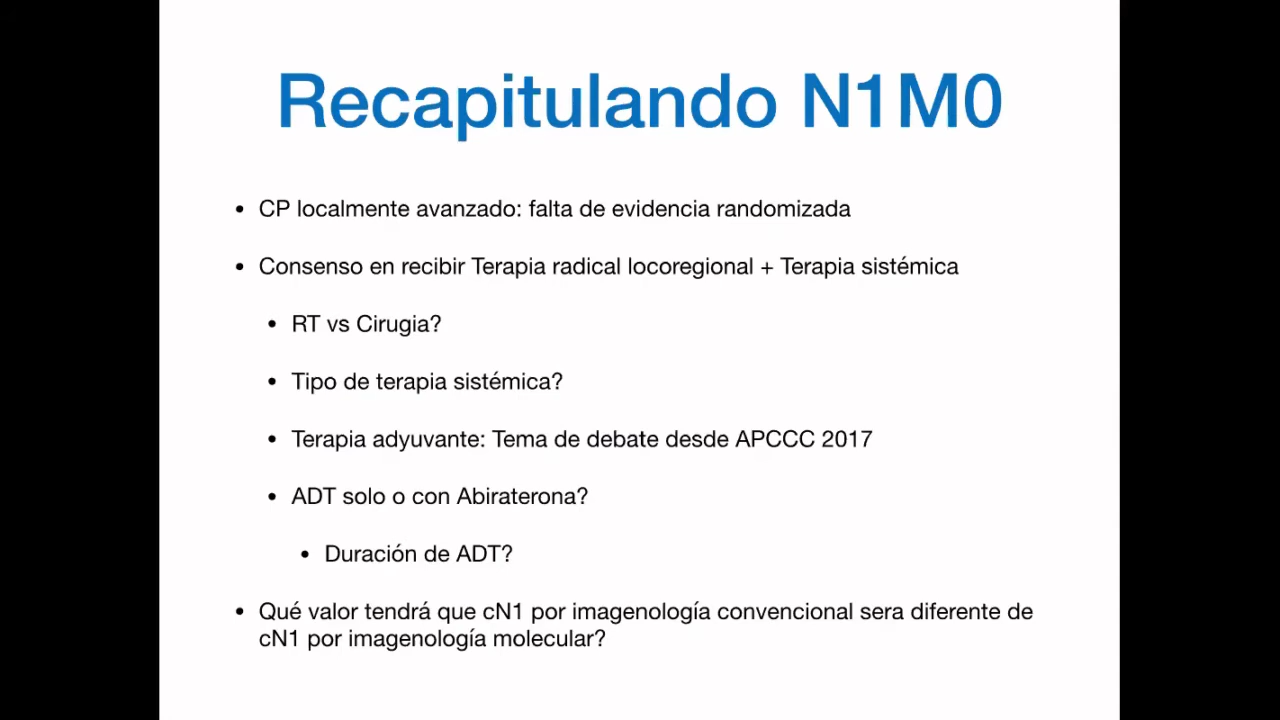 Recapitulando N1M0
• CP localmente avanzado: falta de evidencia randomizada
• Consenso en recibir Terapia radical locoregional + Terapia sistémica
• RT vs Cirugia?
• Tipo de terapia sistémica?
• Terapia adyuvante: Tema de debate desde APCCC 2017
• ADT solo o con Abiraterona?
• Duración de ADT?
• Qué valor tendrá que cN1 por imagenología convencional sera diferente de
cN1 por imagenología molecular?